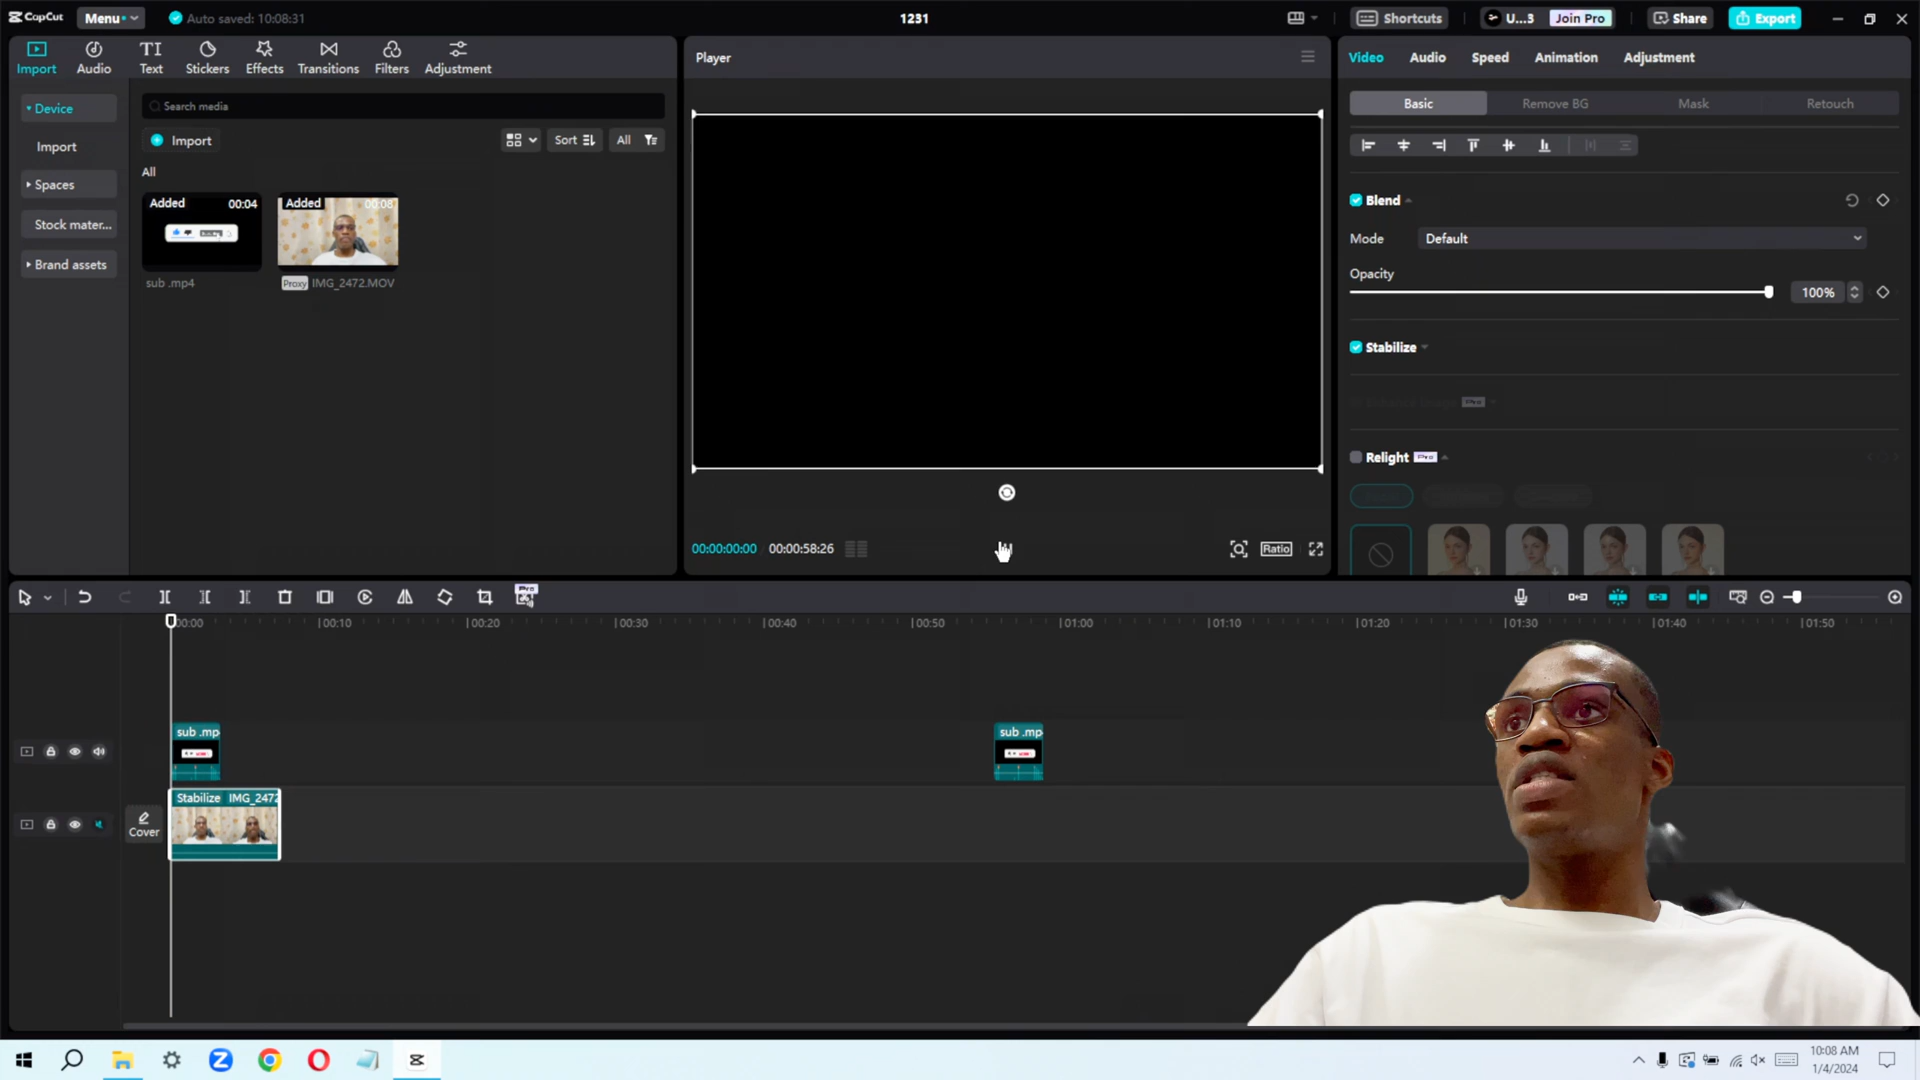 CapCut
Menu
Auto saved: 10:08:31
1231
Shortcuts
U...3
Join Pro
Share
Export
Import
Audio
Text
Stickers
Effects
Transitions
Filters
Adjustment
Device
Import
Spaces
Stock mater...
Brand assets
Search media
Import
Sort
All
All
Added 00:04
sub .mp4
Added 00:08
Proxy IMG_2472.MOV
Player
00:00:00:00 00:00:58:26
Ratio
Video
Audio
Speed
Animation
Adjustment
Basic
Remove BG
Mask
Retouch
Blend
Mode
Default
Opacity
100%
Stabilize
Enhance image Pro
Relight Pro
Pro
00:00
00:10
00:20
00:30
00:40
00:50
01:00
01:10
01:20
01:30
01:40
01:50
sub .mp
sub .mp
Cover
Stabilize IMG_2472
10:08 AM
1/4/2024